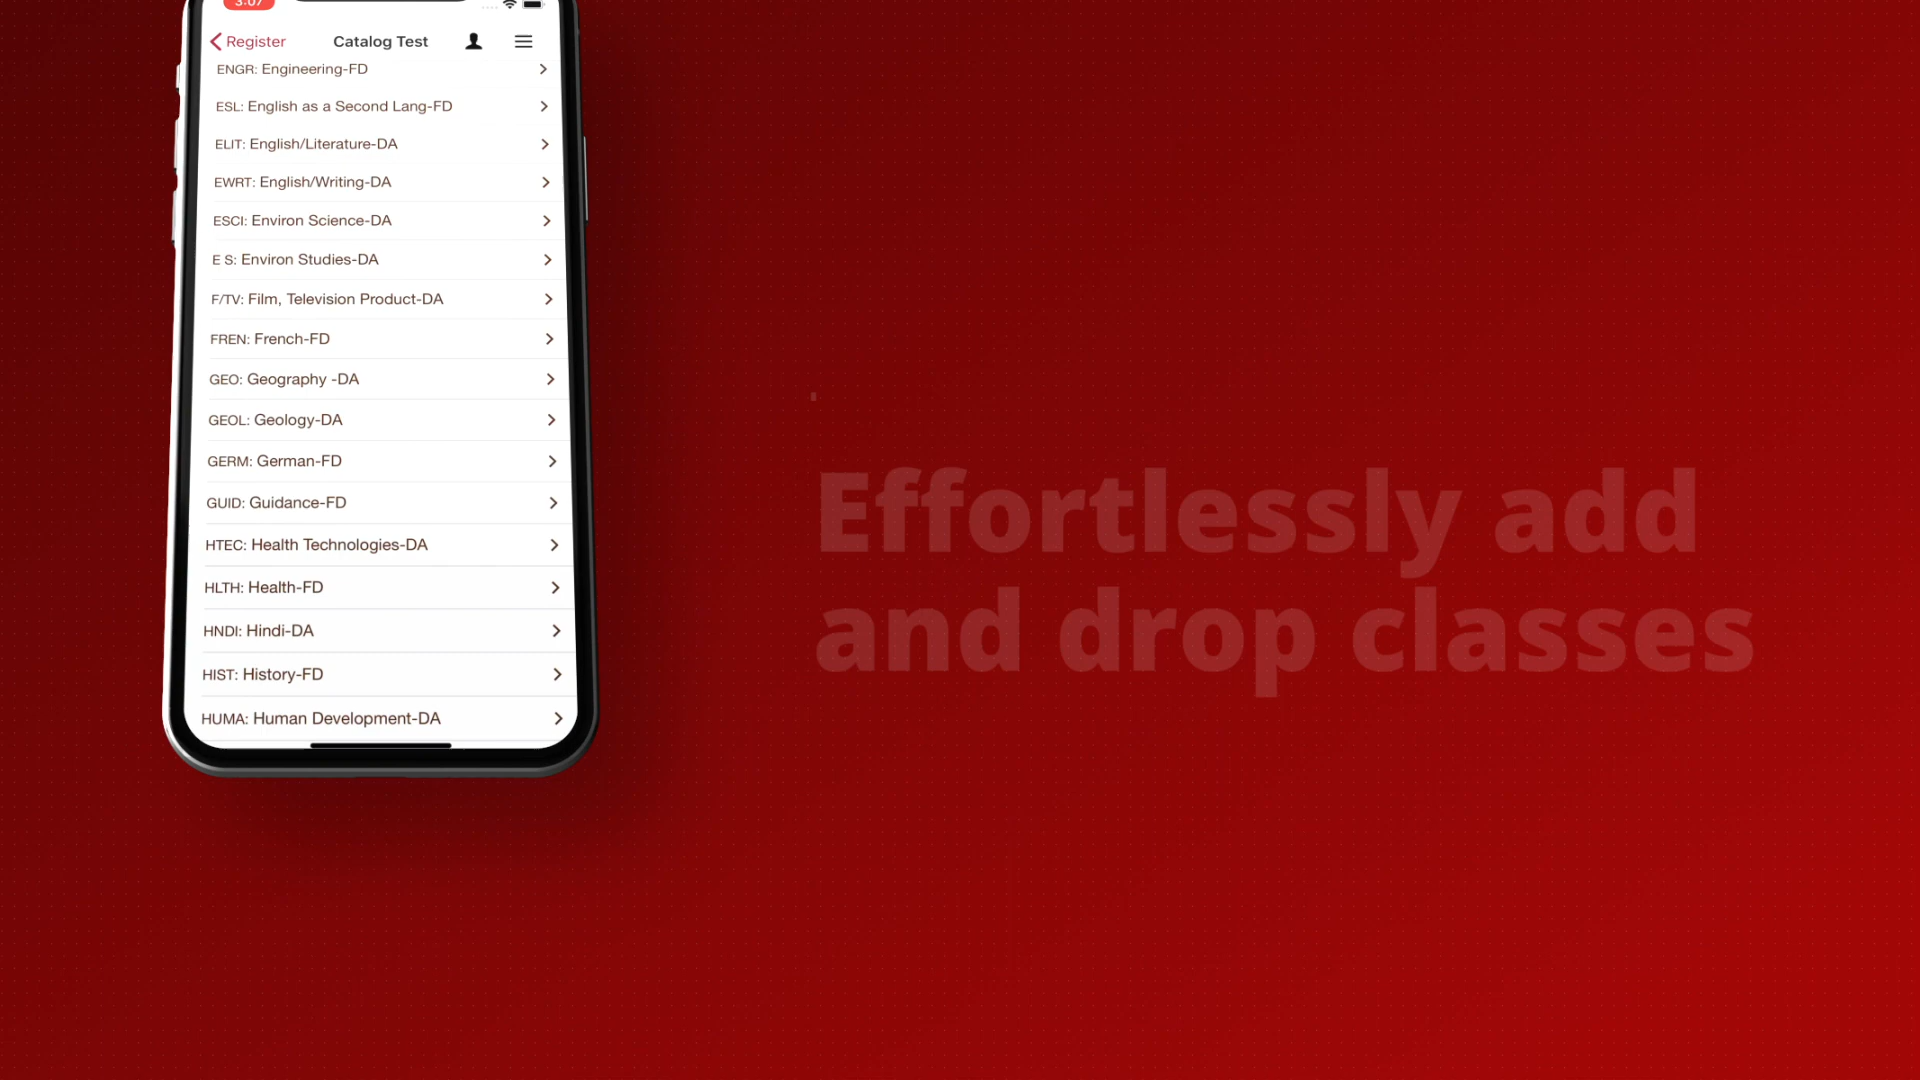 3:07
Register
Catalog Test
ENGR: Engineering-FD
ESL: English as a Second Lang-FD
ELIT: English/Literature-DA
EWRT: English/Writing-DA
ESCI: Environ Science-DA
E S: Environ Studies-DA
F/TV: Film, Television Product-DA
FREN: French-FD
GEO: Geography -DA
GEOL: Geology-DA
GERM: German-FD
GUID: Guidance-FD
HTEC: Health Technologies-DA
HLTH: Health-FD
HNDI: Hindi-DA
HIST: History-FD
HUMA: Human Development-DA
Effortlessly add
and drop classes